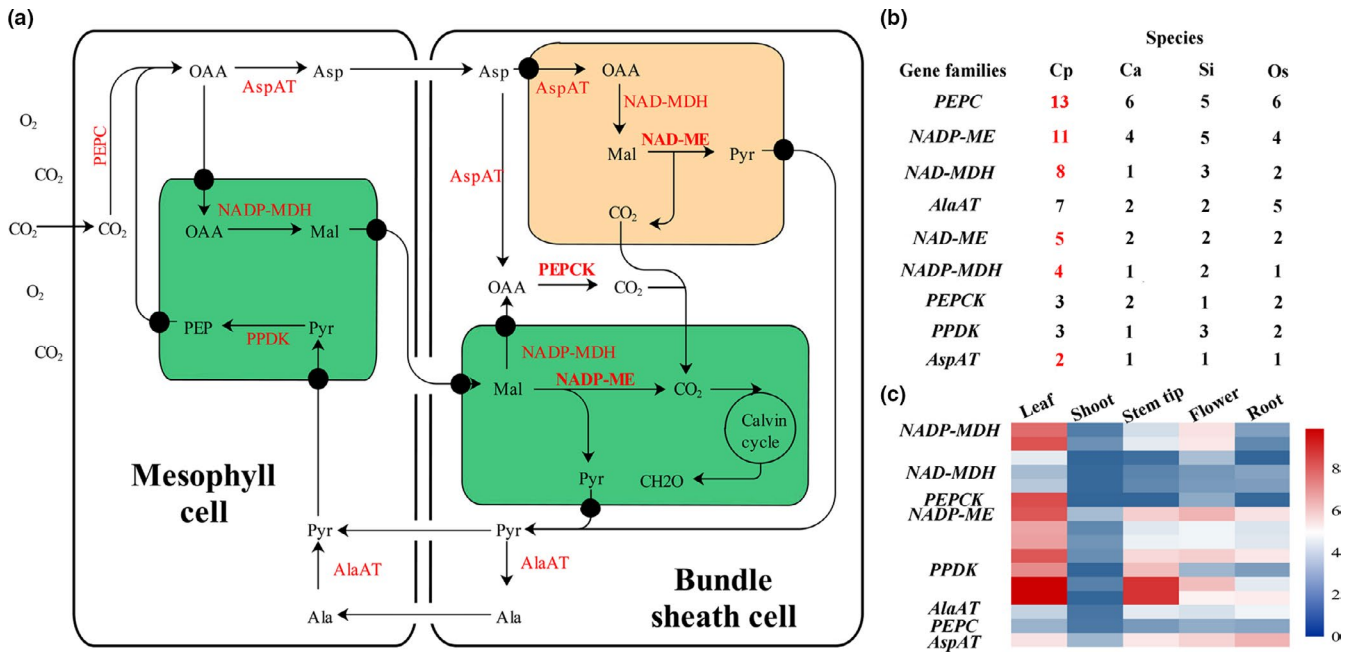 (a)
O2
CO2
CO2
O2
CO2
CO2
PEPC
OAA
AspAT
Asp
NADP-MDH
OAA
Mal
PEP
PPDK
Pyr
Mesophyll
cell
Pyr
AlaAT
Ala
Asp
AspAT
OAA
NAD-MDH
Mal
NAD-ME
Pyr
CO2
AspAT
OAA
PEPCK
CO2
NADP-MDH
Mal
NADP-ME
CO2
Calvin
cycle
Pyr
CH2O
Pyr
AlaAT
Ala
Bundle
sheath cell
(b)
Species
Gene families Cp Ca Si Os
PEPC 13 6 5 6
NADP-ME 11 4 5 4
NAD-MDH 8 1 3 2
AlaAT 7 2 2 5
NAD-ME 5 2 2 2
NADP-MDH 4 1 2 1
PEPCK 3 2 1 2
PPDK 3 1 3 2
AspAT 2 1 1 1
(c)
Leaf Shoot Stem tip Flower Root
NADP-MDH
NAD-MDH
PEPCK
NADP-ME
PPDK
AlaAT
PEPC
AspAT
8
6
4
2
0